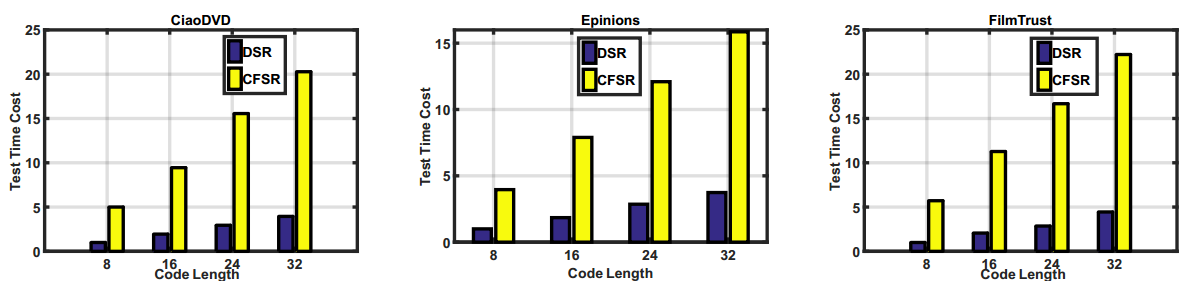 CiaoDVD
Test Time Cost
25
20
15
10
5
0
DSR
CFSR
8
16
24
32
Code Length
Epinions
Test Time Cost
15
10
5
0
DSR
CFSR
8
16
24
32
Code Length
FilmTrust
Test Time Cost
25
20
15
10
5
0
DSR
CFSR
8
16
24
32
Code Length